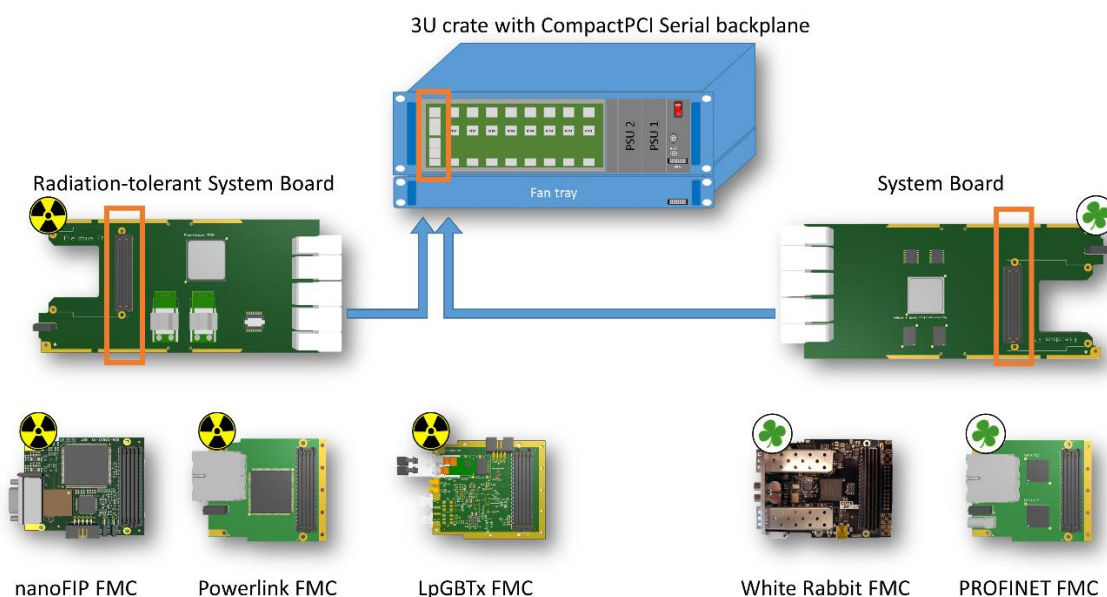 3U crate with CompactPCI Serial backplane
PSU 2
PSU 1
Fan tray
Radiation-tolerant System Board
System Board
nanoFIP FMC
Powerlink FMC
LpGBTx FMC
White Rabbit FMC
PROFINET FMC